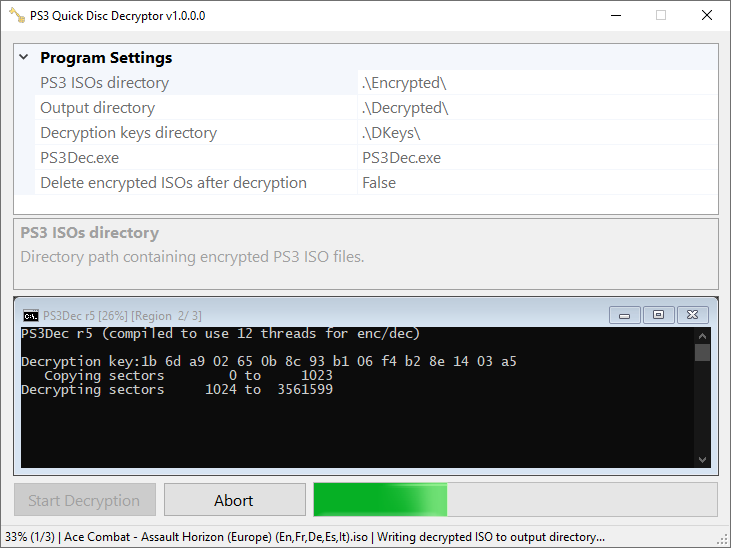 PS3 Quick Disc Decryptor v1.0.0.0
Program Settings
PS3 ISOs directory .\Encrypted\
Output directory .\Decrypted\
Decryption keys directory .\DKeys\
PS3Dec.exe PS3Dec.exe
Delete encrypted ISOs after decryption False
PS3 ISOs directory
Directory path containing encrypted PS3 ISO files.
C:\. PS3Dec r5 [26%] [Region 2/ 3]
PS3Dec r5 (compiled to use 12 threads for enc/dec)
Decryption key:1b 6d a9 02 65 0b 8c 93 b1 06 f4 b2 8e 14 03 a5
Copying sectors 0 to 1023
Decrypting sectors 1024 to 3561599
Start Decryption Abort
33% (1/3) | Ace Combat - Assault Horizon (Europe) (En,Fr,De,Es,It).iso | Writing decrypted ISO to output directory...